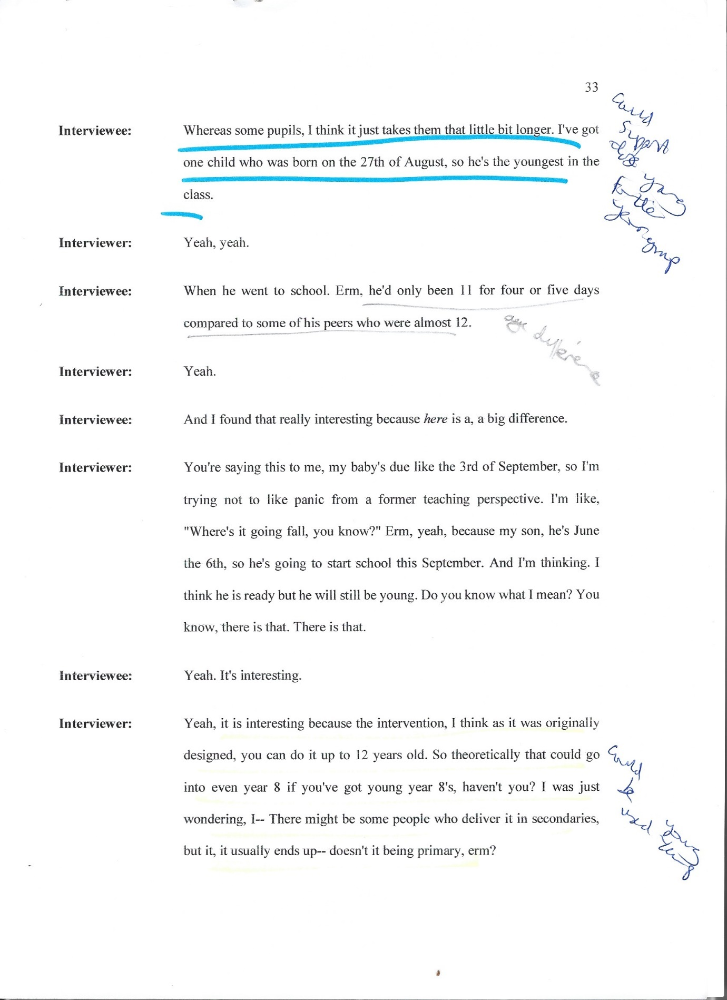 33
Interviewee: Whereas some pupils, I think it just takes them that little bit longer. I've got
one child who was born on the 27th of August, so he's the youngest in the
class.
Could
support
young
for the
year group
Interviewer: Yeah, yeah.
Interviewee: When he went to school. Erm, he'd only been 11 for four or five days
compared to some of his peers who were almost 12.
age difference
Interviewer: Yeah.
Interviewee: And I found that really interesting because here is a, a big difference.
Interviewer: You're saying this to me, my baby's due like the 3rd of September, so I'm
trying not to like panic from a former teaching perspective. I'm like,
"Where's it going fall, you know?" Erm, yeah, because my son, he's June
the 6th, so he's going to start school this September. And I'm thinking. I
think he is ready but he will still be young. Do you know what I mean? You
know, there is that. There is that.
Interviewee: Yeah. It's interesting.
Interviewer: Yeah, it is interesting because the intervention, I think as it was originally
designed, you can do it up to 12 years old. So theoretically that could go
into even year 8 if you've got young year 8's, haven't you? I was just
wondering, I-- There might be some people who deliver it in secondaries,
but it, it usually ends up-- doesn't it being primary, erm?
Could
be
used